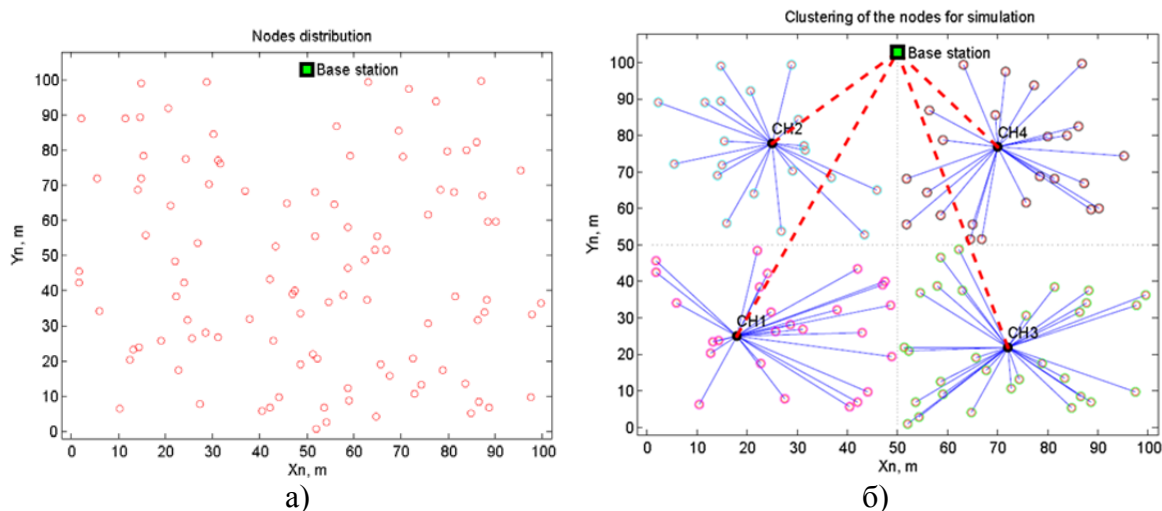 Nodes distribution
Base station
100
90
80
70
60
50
40
30
20
10
0
Yn, m
0 10 20 30 40 50 60 70 80 90 100
Xn, m
а)
Clustering of the nodes for simulation
Base station
100
90
80
70
60
50
40
30
20
10
0
Yn, m
CH2
CH4
CH1
CH3
0 10 20 30 40 50 60 70 80 90 100
Xn, m
б)